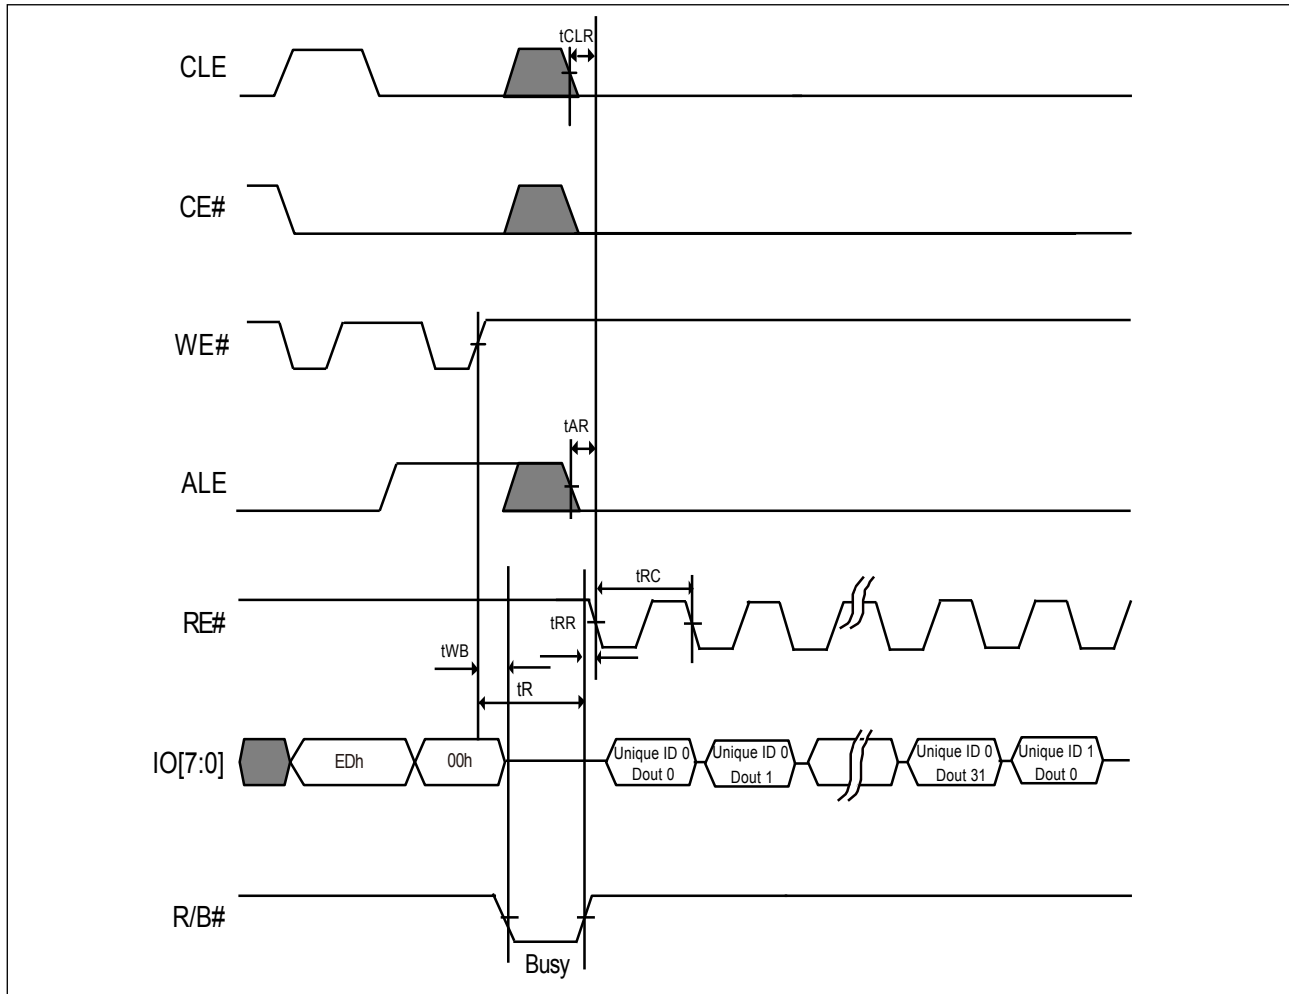 tCLR
CLE
CE#
WE#
tAR
ALE
tRC
RE#
tRR
tWB
tR
IO[7:0]
EDh
00h
Unique ID 0
Dout 0
Unique ID 0
Dout 1
Unique ID 0
Dout 31
Unique ID 1
Dout 0
R/B#
Busy